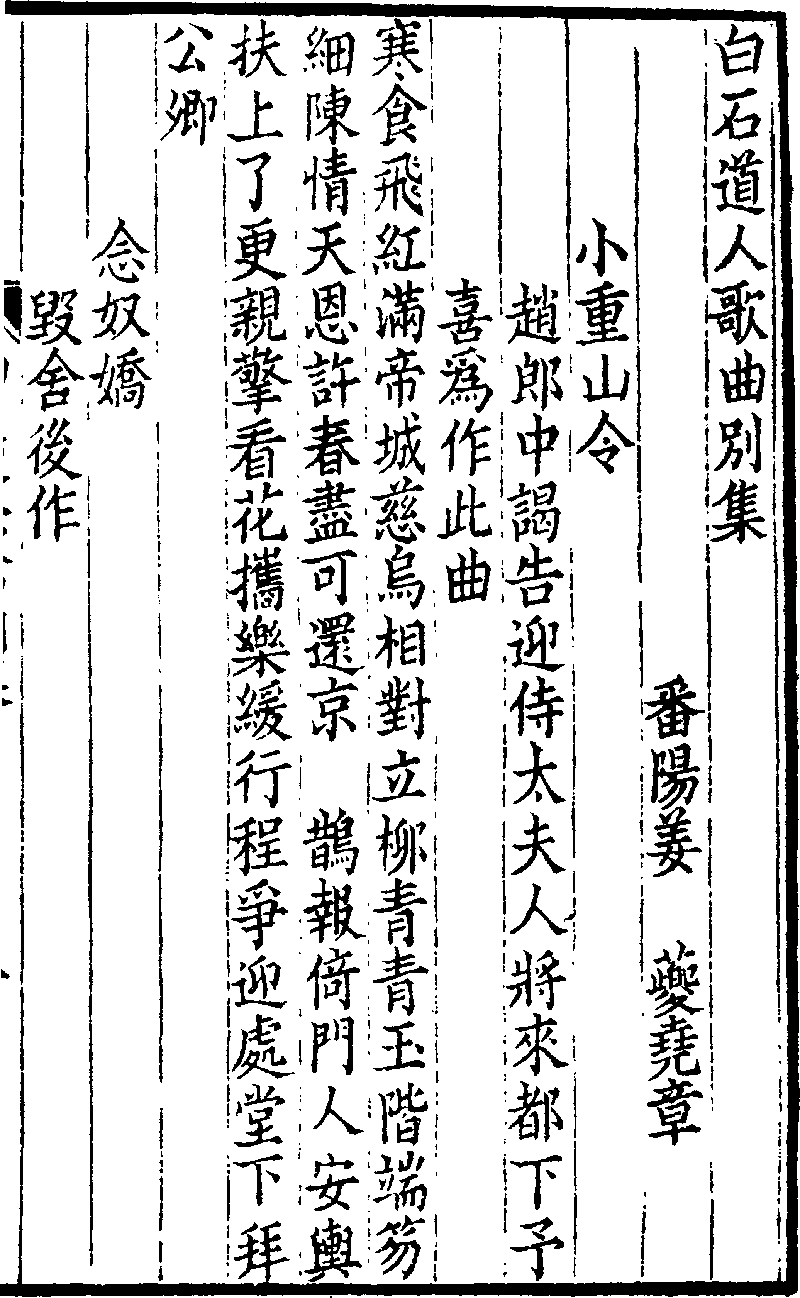 白石道人歌曲別集
番陽姜　夔堯章
小重山令
趙郎中謁告迎侍太夫人將來都下予
喜爲作此曲
寒食飛紅滿帝城慈烏相對立柳青青玉階端笏
細陳情天恩許春盡可還京　鵲報倚門人安輿
扶上了更親擎看花攜樂緩行程爭迎處堂下拜
公卿
念奴嬌
毀舍後作